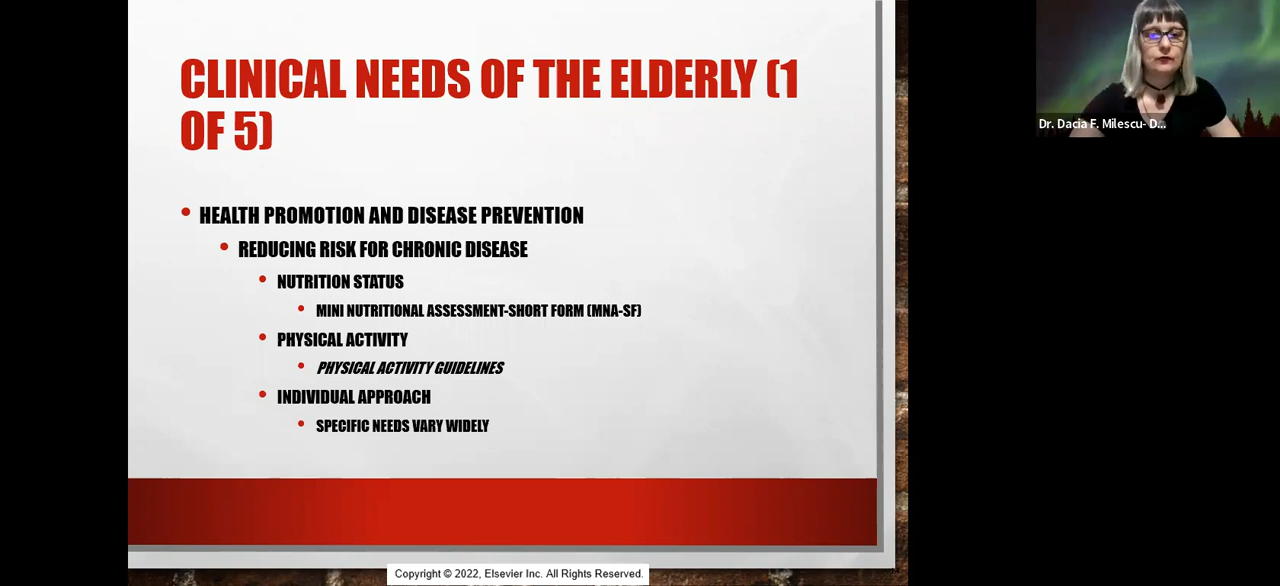 CLINICAL NEEDS OF THE ELDERLY (1
OF 5)
HEALTH PROMOTION AND DISEASE PREVENTION
REDUCING RISK FOR CHRONIC DISEASE
NUTRITION STATUS
MINI NUTRITIONAL ASSESSMENT-SHORT FORM (MNA-SF)
PHYSICAL ACTIVITY
PHYSICAL ACTIVITY GUIDELINES
INDIVIDUAL APPROACH
SPECIFIC NEEDS VARY WIDELY
Dr. Dacia F. Milescu- D...
Copyright © 2022, Elsevier Inc. All Rights Reserved.